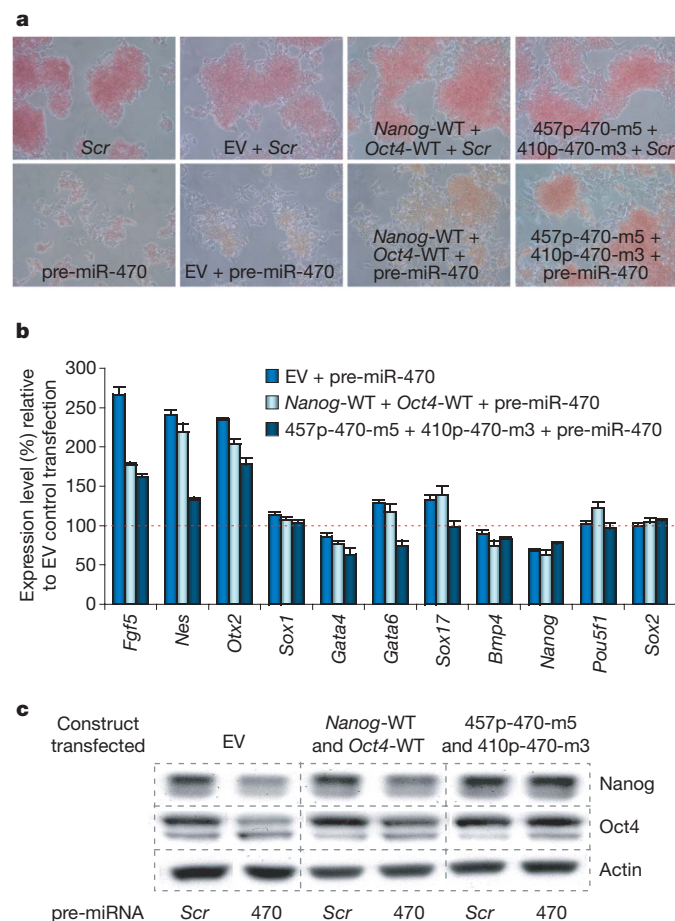 a
Scr
EV + Scr
Nanog-WT +
Oct4-WT + Scr
457p-470-m5 +
410p-470-m3 + Scr
pre-miR-470
EV + pre-miR-470
Nanog-WT +
Oct4-WT +
pre-miR-470
457p-470-m5 +
410p-470-m3 +
pre-miR-470
b
Expression level (%) relative
to EV control transfection
300
250
200
150
100
50
0
EV + pre-miR-470
Nanog-WT + Oct4-WT + pre-miR-470
457p-470-m5 + 410p-470-m3 + pre-miR-470
Fgf5
Nes
Otx2
Sox1
Gata4
Gata6
Sox17
Bmp4
Nanog
Pou5f1
Sox2
c
Construct
transfected
EV
Nanog-WT
and Oct4-WT
457p-470-m5
and 410p-470-m3
Nanog
Oct4
Actin
pre-miRNA Scr 470 Scr 470 Scr 470